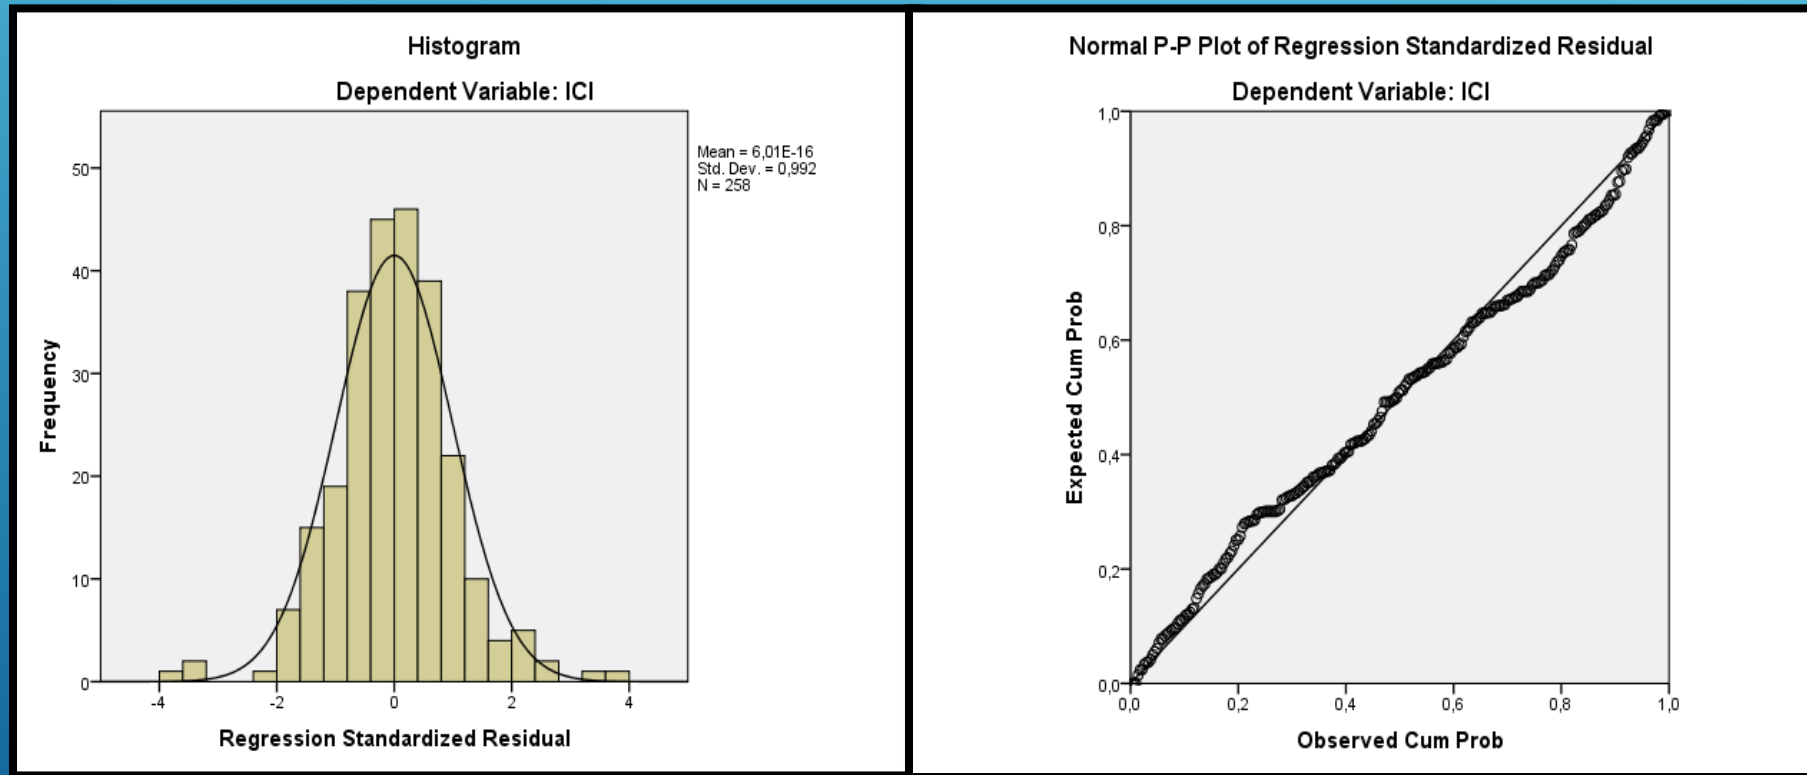 Histogram
Dependent Variable: ICI
Mean = 6,01E-16
Std. Dev. = 0,992
N = 258
50
40
30
20
10
0
Frequency
-4 -2 0 2 4
Regression Standardized Residual
Normal P-P Plot of Regression Standardized Residual
Dependent Variable: ICI
1,0
0,8
0,6
0,4
0,2
0,0
Expected Cum Prob
0,0 0,2 0,4 0,6 0,8 1,0
Observed Cum Prob